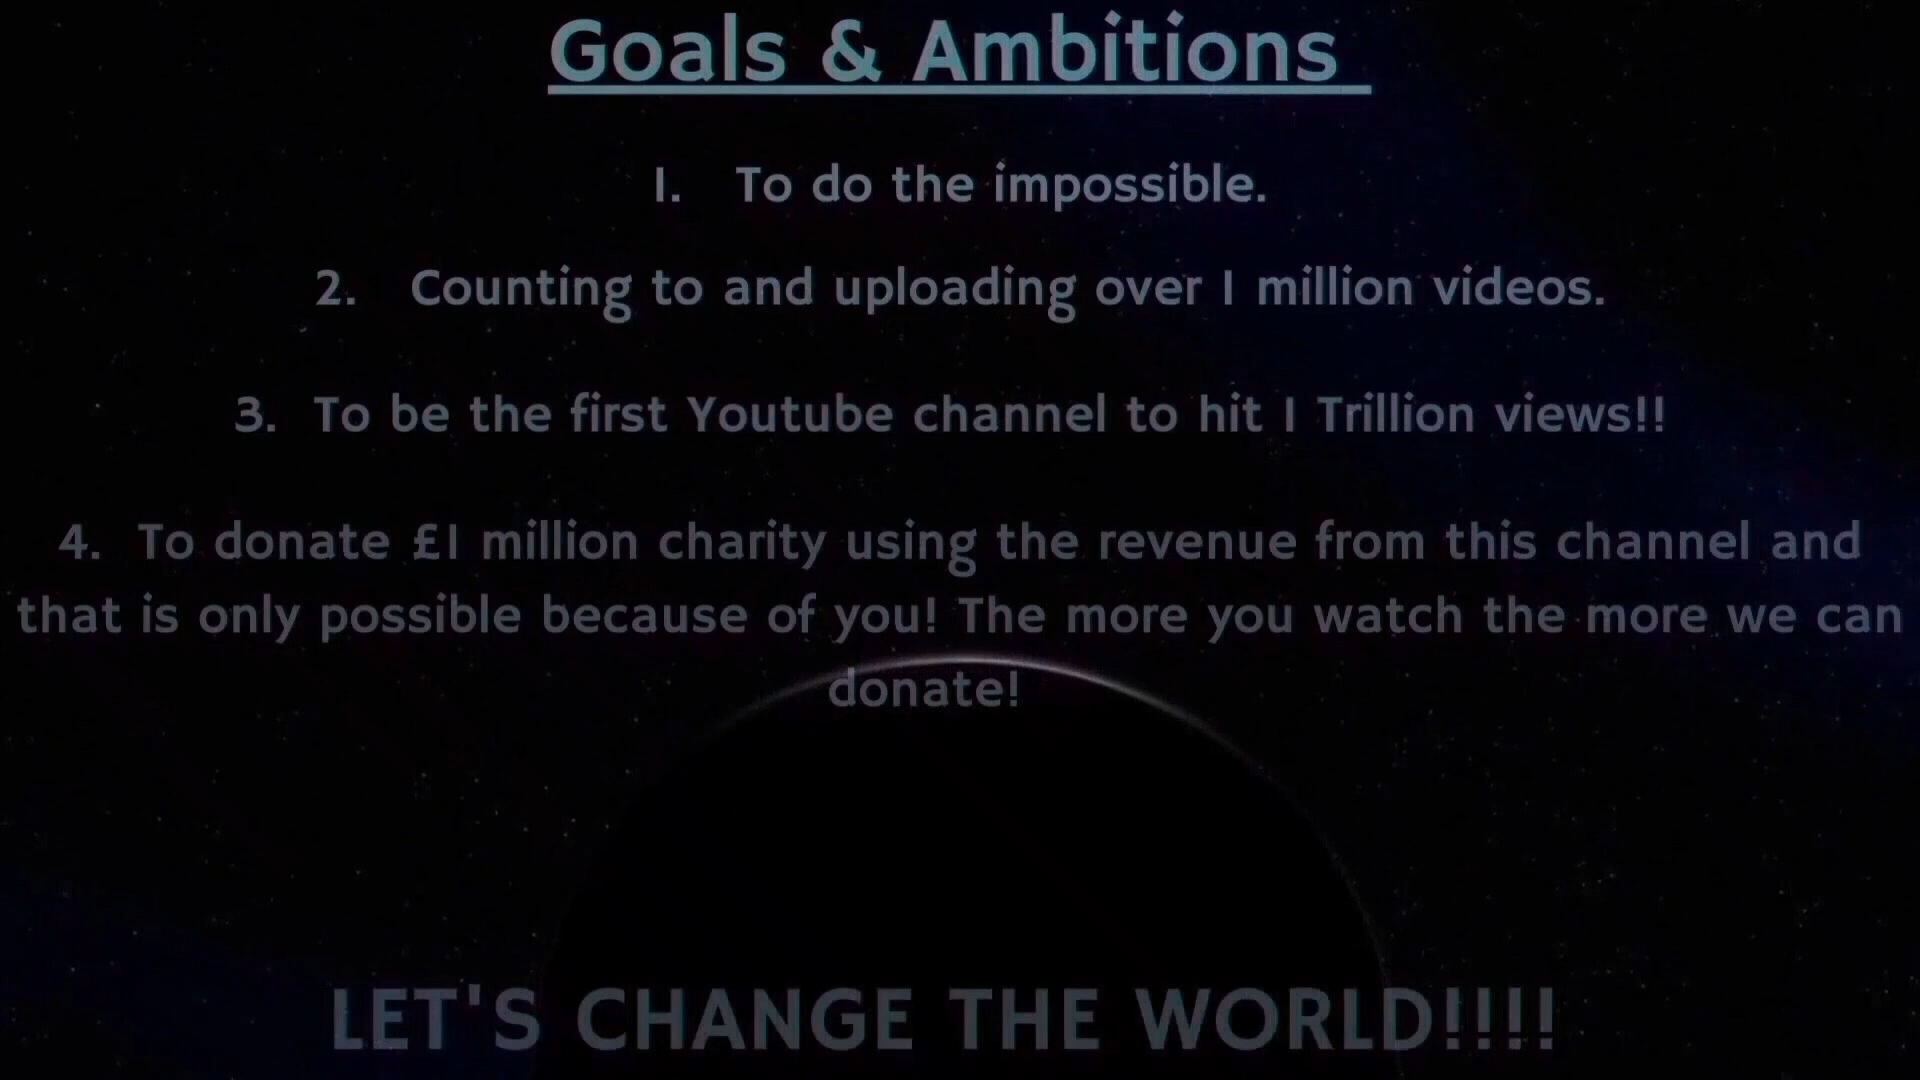 Goals & Ambitions
1. To do the impossible.
2. Counting to and uploading over 1 million videos.
3. To be the first Youtube channel to hit 1 Trillion views!!
4. To donate £1 million charity using the revenue from this channel and
that is only possible because of you! The more you watch the more we can
donate!
LET'S CHANGE THE WORLD!!!!